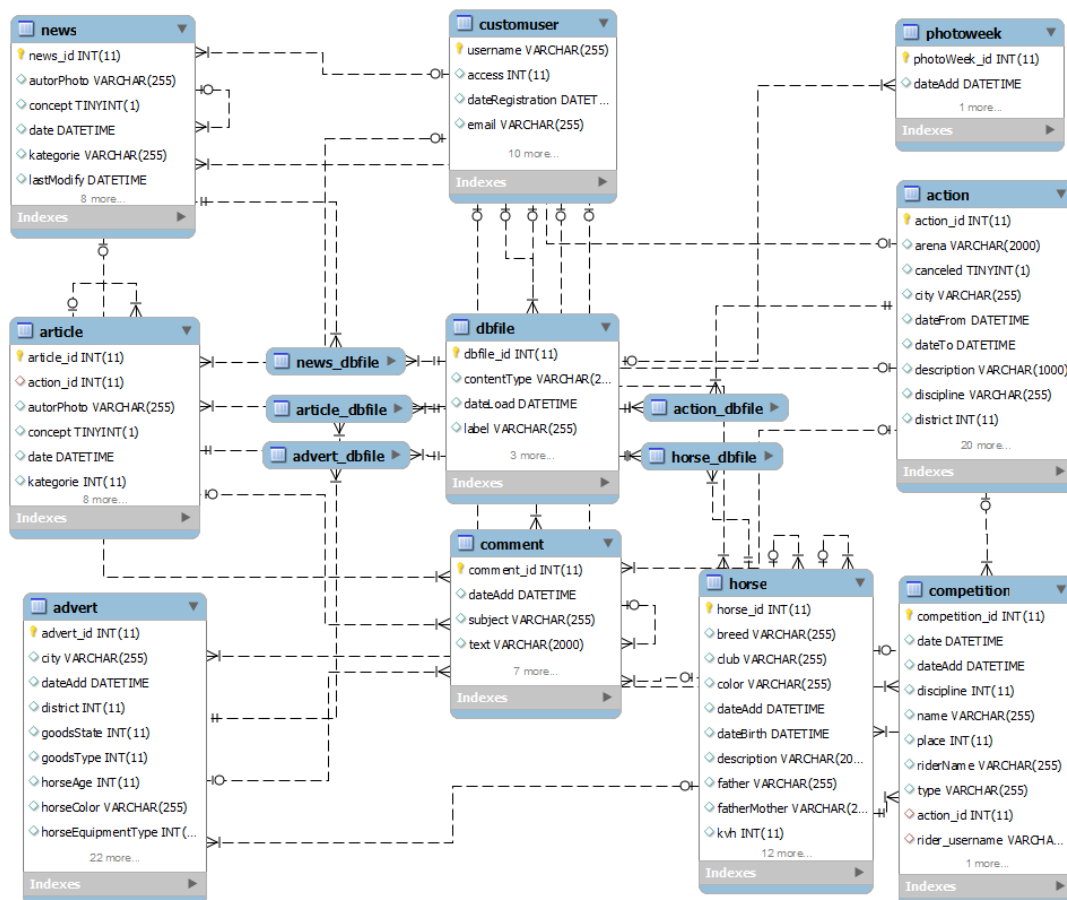 news
news_id INT(11)
autorPhoto VARCHAR(255)
concept TINYINT(1)
date DATETIME
kategorie VARCHAR(255)
lastModify DATETIME
8 more...
Indexes
customuser
username VARCHAR(255)
access INT(11)
dateRegistration DATET...
email VARCHAR(255)
10 more...
Indexes
photoweek
photoWeek_id INT(11)
dateAdd DATETIME
1 more...
action
action_id INT(11)
arena VARCHAR(2000)
canceled TINYINT(1)
city VARCHAR(255)
dateFrom DATETIME
dateTo DATETIME
description VARCHAR(1000)
discipline VARCHAR(255)
district INT(11)
20 more...
Indexes
article
article_id INT(11)
action_id INT(11)
autorPhoto VARCHAR(255)
concept TINYINT(1)
date DATETIME
kategorie INT(11)
8 more...
Indexes
news_dbfile
article_dbfile
advert_dbfile
dbfile
dbfile_id INT(11)
contentType VARCHAR(2...
dateLoad DATETIME
label VARCHAR(255)
3 more...
Indexes
action_dbfile
horse_dbfile
comment
comment_id INT(11)
dateAdd DATETIME
subject VARCHAR(255)
text VARCHAR(2000)
7 more...
Indexes
advert
advert_id INT(11)
city VARCHAR(255)
dateAdd DATETIME
district INT(11)
goodsState INT(11)
goodsType INT(11)
horseAge INT(11)
horseColor VARCHAR(255)
horseEquipmentType INT(...
22 more...
Indexes
horse
horse_id INT(11)
breed VARCHAR(255)
club VARCHAR(255)
color VARCHAR(255)
dateAdd DATETIME
dateBirth DATETIME
description VARCHAR(20...
father VARCHAR(255)
fatherMother VARCHAR(2...
kvh INT(11)
12 more...
Indexes
competition
competition_id INT(11)
date DATETIME
dateAdd DATETIME
discipline INT(11)
name VARCHAR(255)
place INT(11)
riderName VARCHAR(255)
type VARCHAR(255)
action_id INT(11)
rider_username VARCHA...
1 more...
Indexes